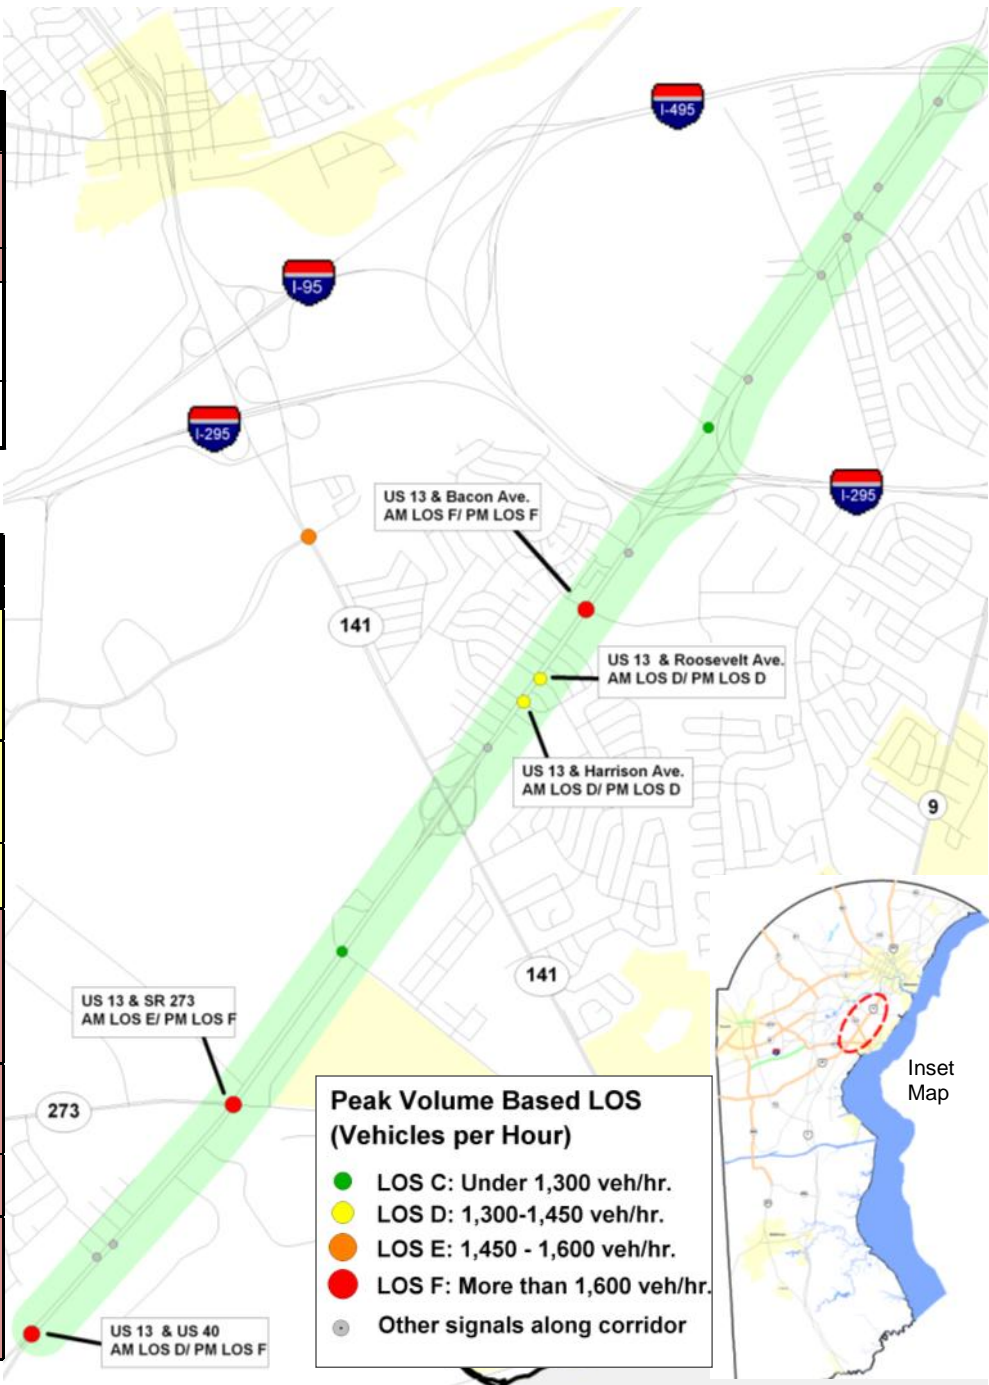 I-495
I-95
I-295
I-295
US 13 & Bacon Ave.
AM LOS F/ PM LOS F
141
US 13 & Roosevelt Ave.
AM LOS D/ PM LOS D
US 13 & Harrison Ave.
AM LOS D/ PM LOS D
9
141
US 13 & SR 273
AM LOS E/ PM LOS F
273
Inset
Map
Peak Volume Based LOS
(Vehicles per Hour)
LOS C: Under 1,300 veh/hr.
LOS D: 1,300-1,450 veh/hr.
LOS E: 1,450 - 1,600 veh/hr.
LOS F: More than 1,600 veh/hr.
Other signals along corridor
US 13 & US 40
AM LOS D/ PM LOS F